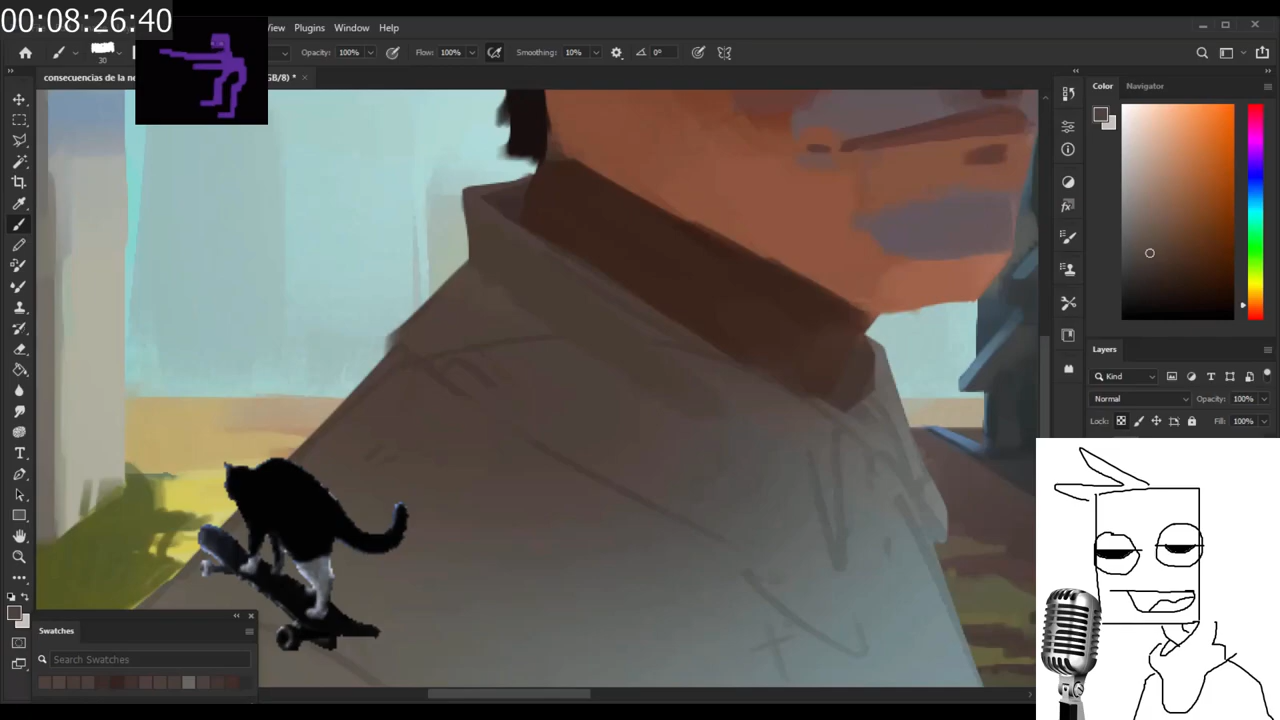 00:08:26:40
View Plugins Window Help
30 Opacity: 100% Flow: 100% Smoothing: 10% 0°
consecuencias de la ne GB/8) *
Color Navigator
Layers
Kind
Normal Opacity: 100%
Lock: Fill: 100%
Swatches
Search Swatches